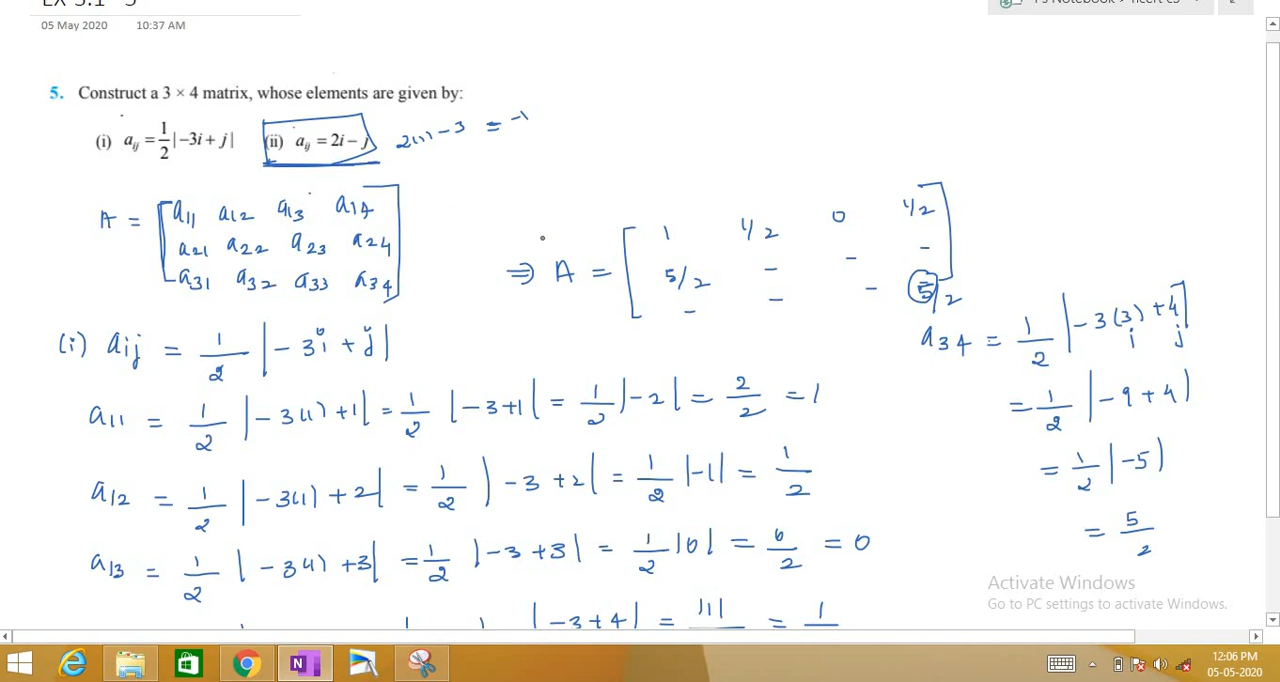 05 May 2020 10:37 AM
5. Construct a 3 × 4 matrix, whose elements are given by:
(i) aij = 1/2 |-3i + j| (ii) aij = 2i - j 2(1) - 3 = -1
A = [a11 a12 a13 a14
a21 a22 a23 a24
a31 a32 a33 a34]
⇒ A = [1 1/2 0 1/2
5/2 - - -
- - - 5/2]
(i) aij = 1/2 |-3i + j|
a11 = 1/2 |-3(1)+1| = 1/2 |-3+1| = 1/2 |-2| = 2/2 = 1
a12 = 1/2 |-3(1)+2| = 1/2 |-3+2| = 1/2 |-1| = 1/2
a13 = 1/2 |-3(1)+3| = 1/2 |-3+3| = 1/2 |0| = 0/2 = 0
|-3+4| = |1| = 1
a34 = 1/2 |-3(3)+4|
i j
= 1/2 |-9+4|
= 1/2 |-5|
= 5/2
Activate Windows
Go to PC settings to activate Windows.
12:06 PM
05-05-2020